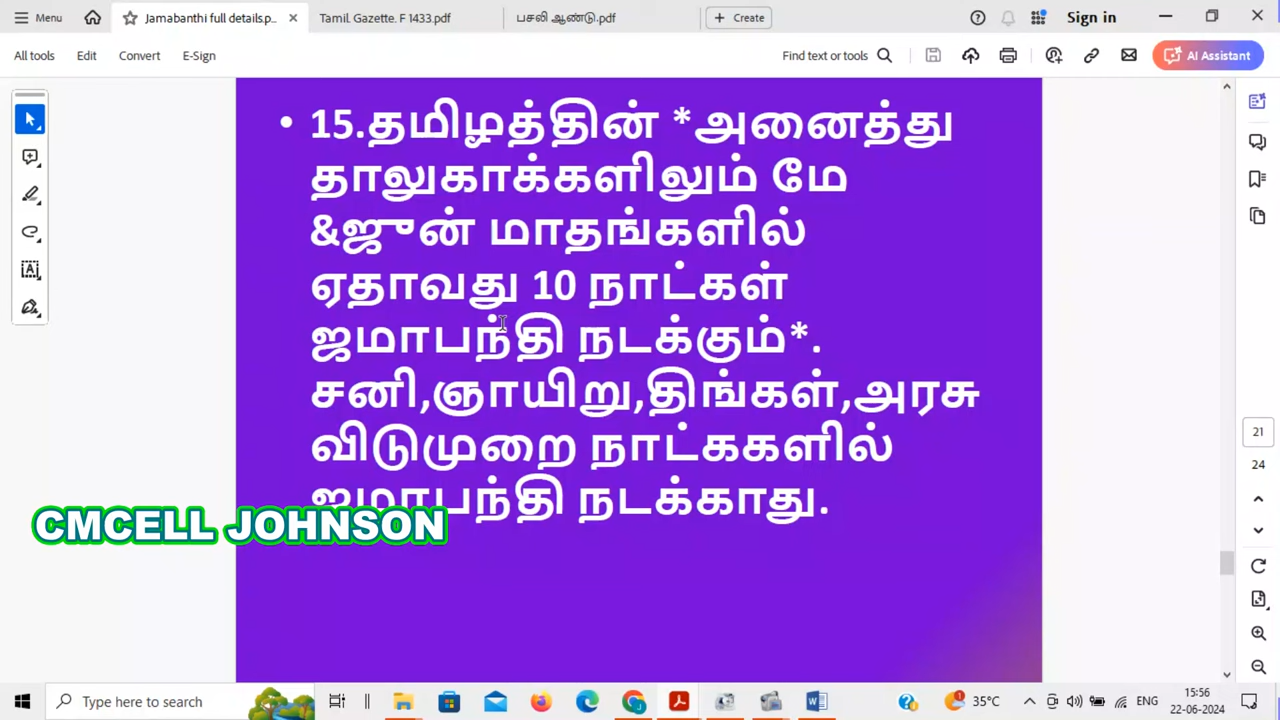 Menu
Jamabanthi full details.p...
Tamil. Gazette. F 1433.pdf
பசலி ஆண்டு.pdf
Create
Sign in
All tools
Edit
Convert
E-Sign
Find text or tools
AI Assistant
• 15.தமிழத்தின் *அனைத்து
தாலுகாக்களிலும் மே
&ஜுன் மாதங்களில்
ஏதாவது 10 நாட்கள்
ஜமாபந்தி நடக்கும்*.
சனி,ஞாயிறு,திங்கள்,அரசு
விடுமுறை நாட்ககளில்
ஜமாபந்தி நடக்காது.
CMCELL JOHNSON
21
24
Type here to search
1
35°C
ENG
15:56
22-06-2024